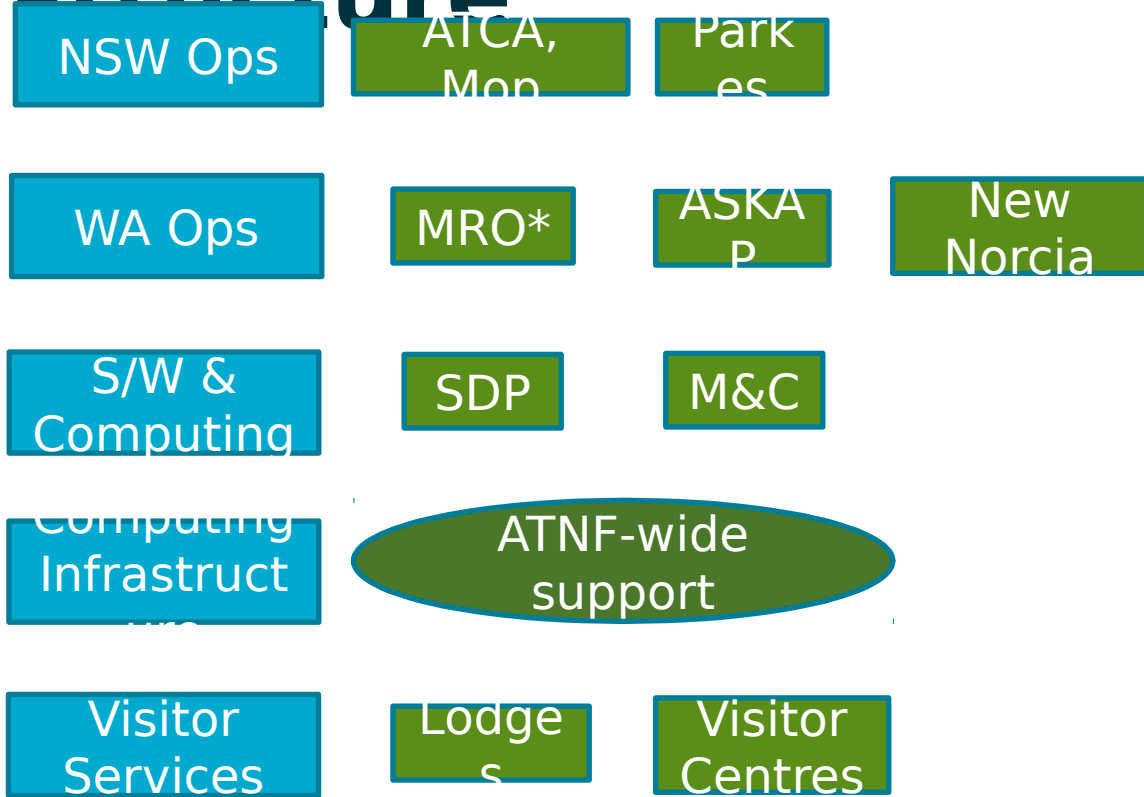 NSW Ops
ATCA,
Mop
Park
es
WA Ops
MRO*
ASKA
P
New
Norcia
S/W &
Computing
SDP
M&C
Computing
Infrastruct
ure
ATNF-wide
support
Visitor
Services
Lodge
s
Visitor
Centres